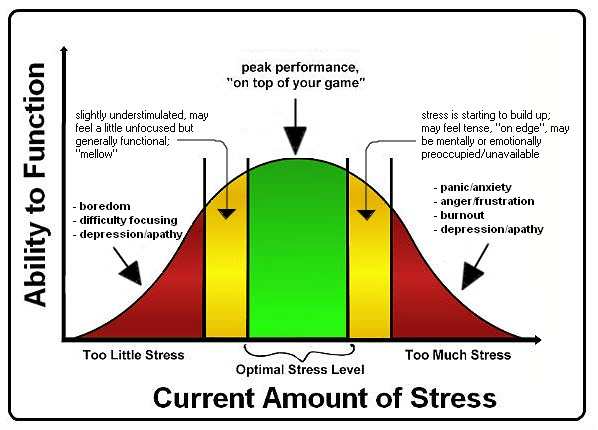 Ability to Function
peak performance,
"on top of your game"
slightly understimulated, may
feel a little unfocused but
generally functional;
"mellow"
stress is starting to build up;
may feel tense, "on edge", may
be mentally or emotionally
preoccupied/unavailable
- boredom
- difficulty focusing
- depression/apathy
- panic/anxiety
- anger/frustration
- burnout
- depression/apathy
Too Little Stress
Optimal Stress Level
Too Much Stress
Current Amount of Stress